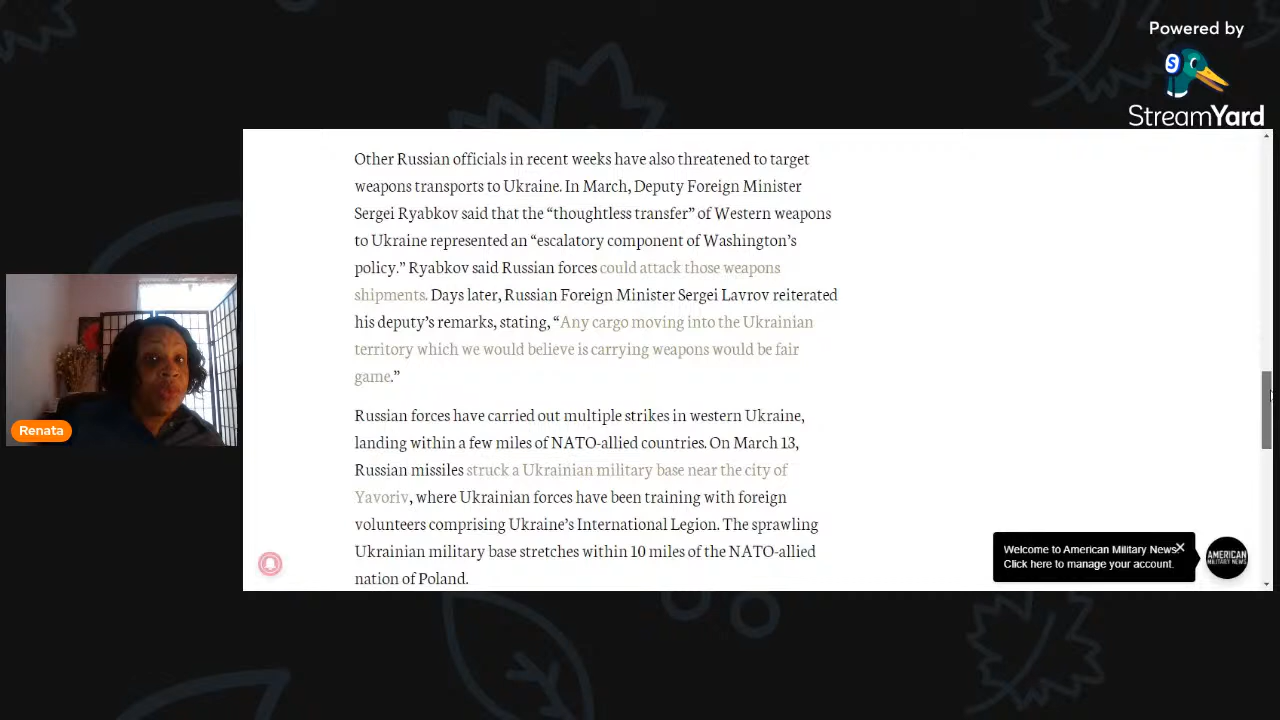 Powered by
StreamYard
Other Russian officials in recent weeks have also threatened to target
weapons transports to Ukraine. In March, Deputy Foreign Minister
Sergei Ryabkov said that the “thoughtless transfer” of Western weapons
to Ukraine represented an “escalatory component of Washington’s
policy.” Ryabkov said Russian forces could attack those weapons
shipments. Days later, Russian Foreign Minister Sergei Lavrov reiterated
his deputy’s remarks, stating, “Any cargo moving into the Ukrainian
territory which we would believe is carrying weapons would be fair
game.”
Russian forces have carried out multiple strikes in western Ukraine,
landing within a few miles of NATO-allied countries. On March 13,
Russian missiles struck a Ukrainian military base near the city of
Yavoriv, where Ukrainian forces have been training with foreign
volunteers comprising Ukraine’s International Legion. The sprawling
Ukrainian military base stretches within 10 miles of the NATO-allied
nation of Poland.
Renata
Welcome to American Military News
Click here to manage your account.
AMERICAN
MILITARY NEWS